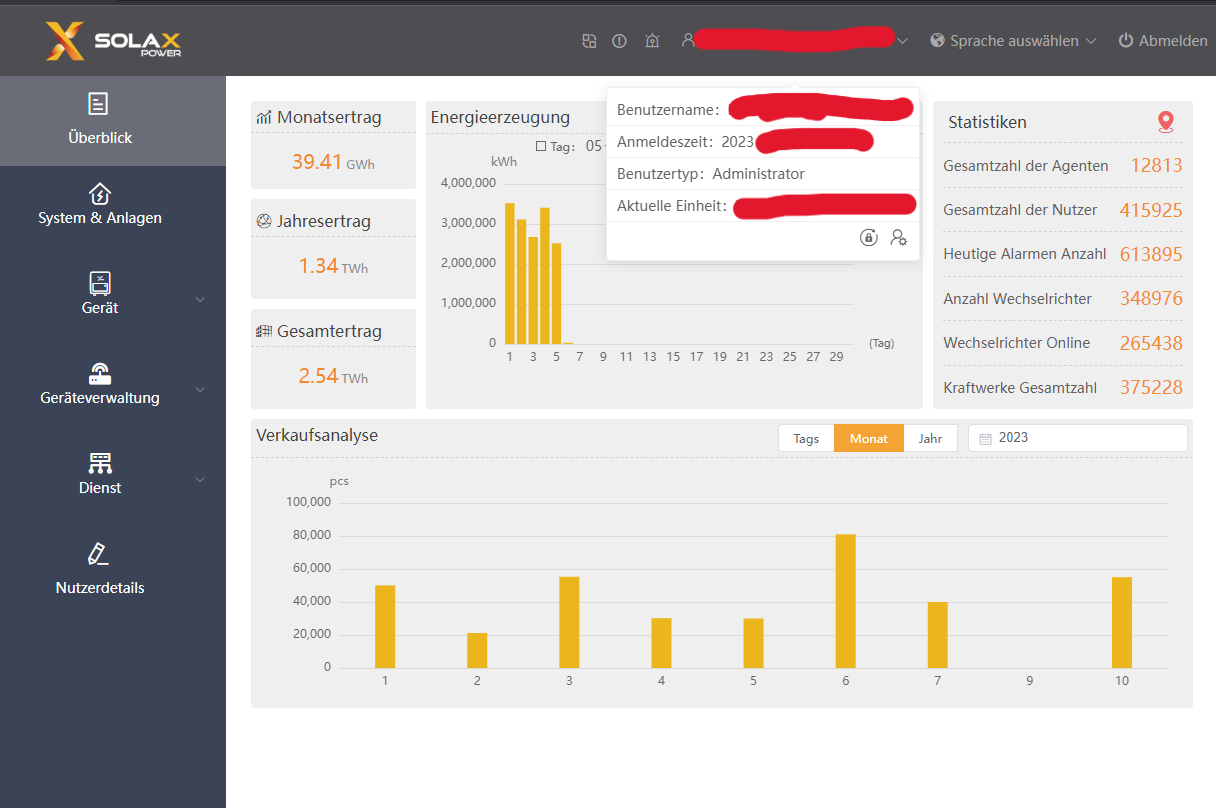 SOLAX
POWER
Sprache auswählen
Abmelden
Überblick
System & Anlagen
Gerät
Geräteverwaltung
Dienst
Nutzerdetails
Monatsertrag
39.41 GWh
Jahresertrag
1.34 TWh
Gesamtertrag
2.54 TWh
Energieerzeugung
Tag: 05-
kWh
4,000,000
3,000,000
2,000,000
1,000,000
0
1 3 5 7 9 11 13 15 17 19 21 23 25 27 29
(Tag)
Benutzername:
Anmeldeszeit: 2023
Benutzertyp: Administrator
Aktuelle Einheit:
Statistiken
Gesamtzahl der Agenten 12813
Gesamtzahl der Nutzer 415925
Heutige Alarmen Anzahl 613895
Anzahl Wechselrichter 348976
Wechselrichter Online 265438
Kraftwerke Gesamtzahl 375228
Verkaufsanalyse
Tags Monat Jahr 2023
pcs
100,000
80,000
60,000
40,000
20,000
0
1 2 3 4 5 6 7 9 10